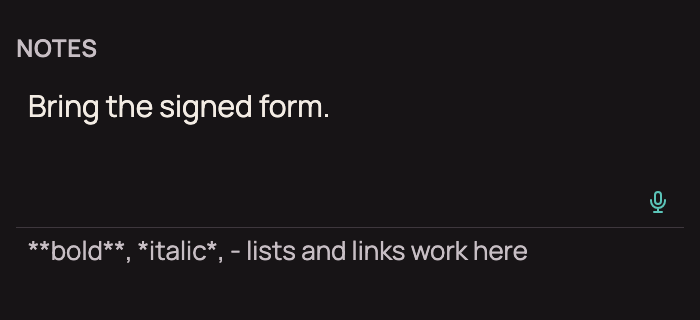 NOTES
Bring the signed form.
**bold**, *italic*, - lists and links work here